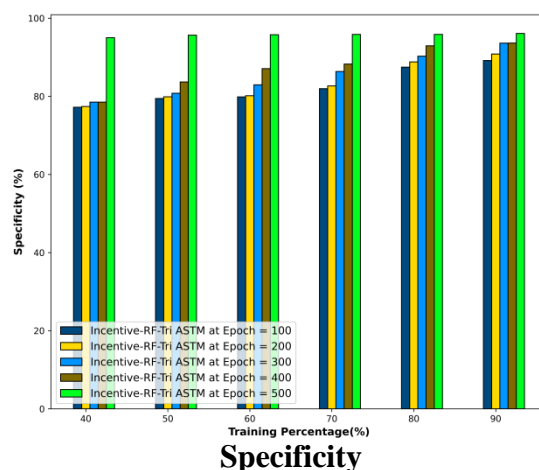 100
80
60
40
20
0
Specificity (%)
Incentive-RF-Tri ASTM at Epoch = 100
Incentive-RF-Tri ASTM at Epoch = 200
Incentive-RF-Tri ASTM at Epoch = 300
Incentive-RF-Tri ASTM at Epoch = 400
Incentive-RF-Tri ASTM at Epoch = 500
40 50 60 70 80 90
Training Percentage(%)
Specificity